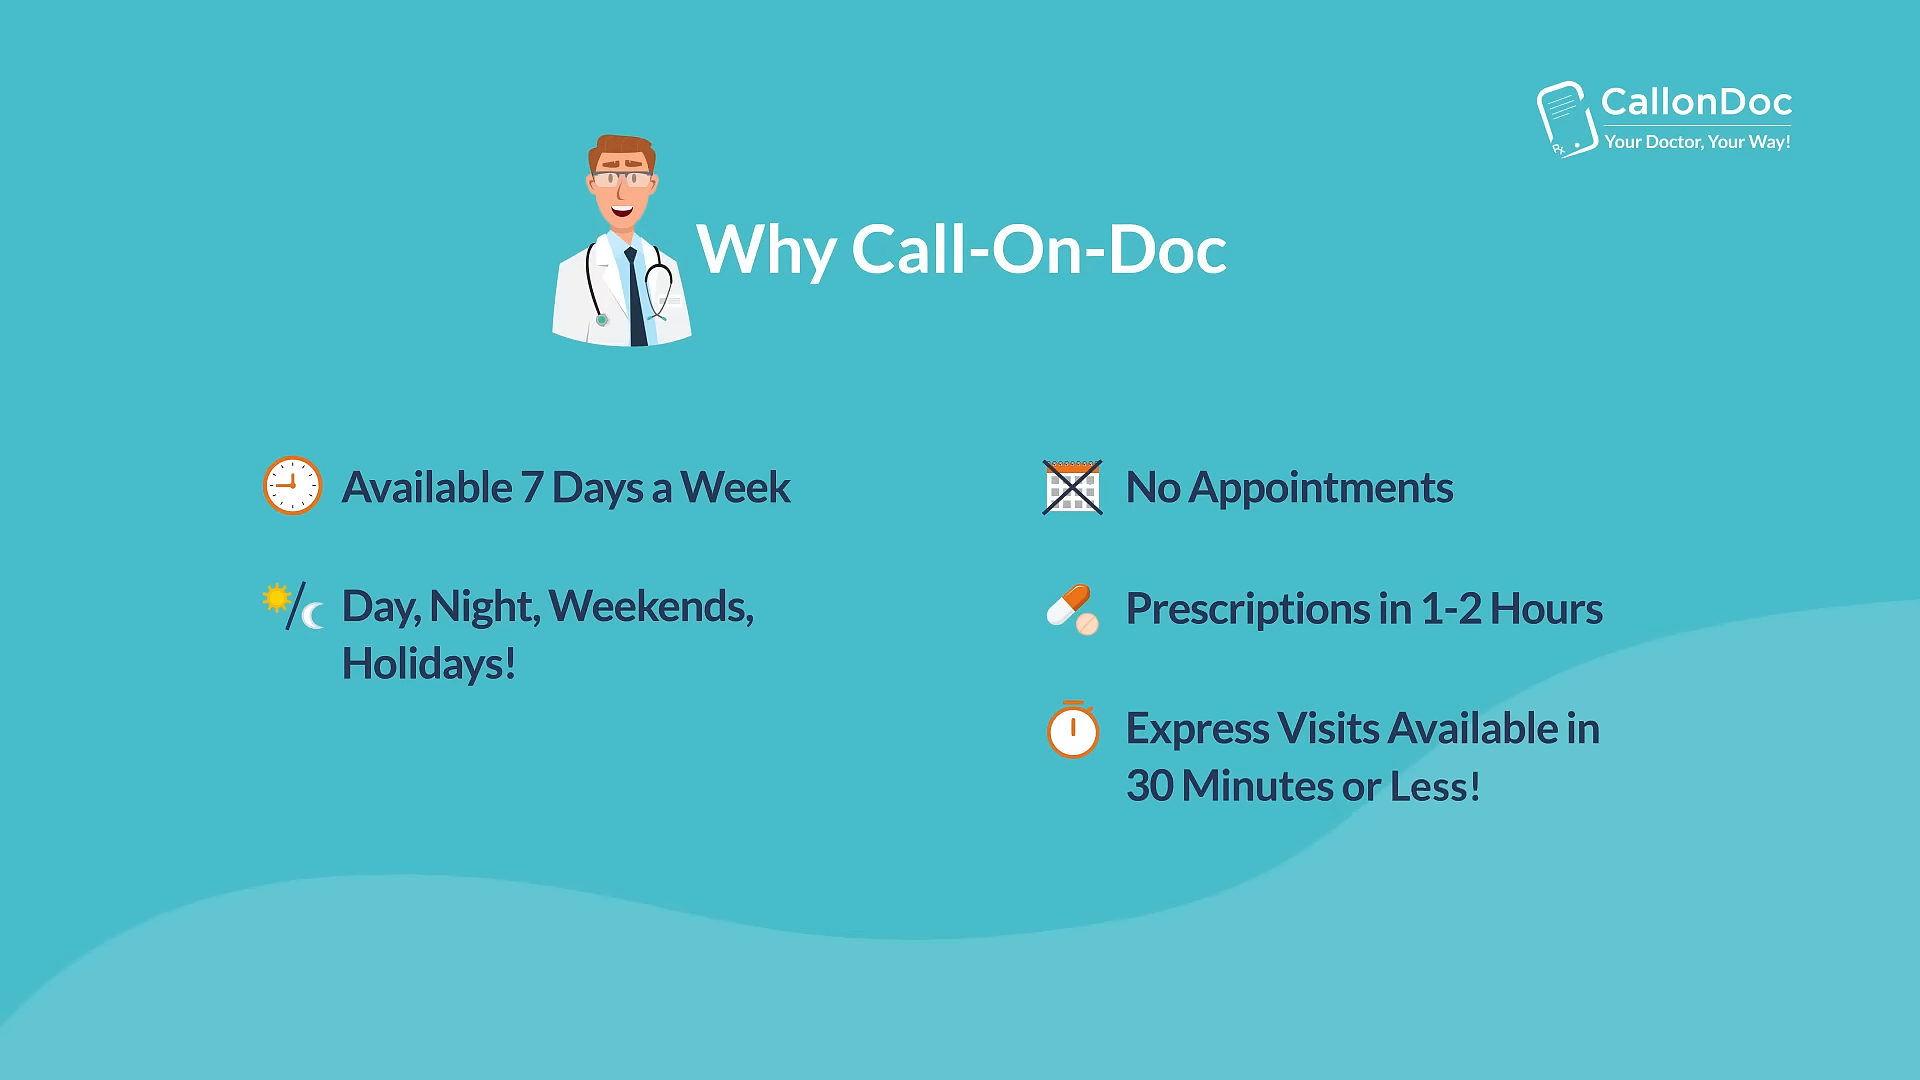 CallonDoc
Your Doctor, Your Way!
Rx
Why Call-On-Doc
Available 7 Days a Week
Day, Night, Weekends,
Holidays!
No Appointments
Prescriptions in 1-2 Hours
Express Visits Available in
30 Minutes or Less!